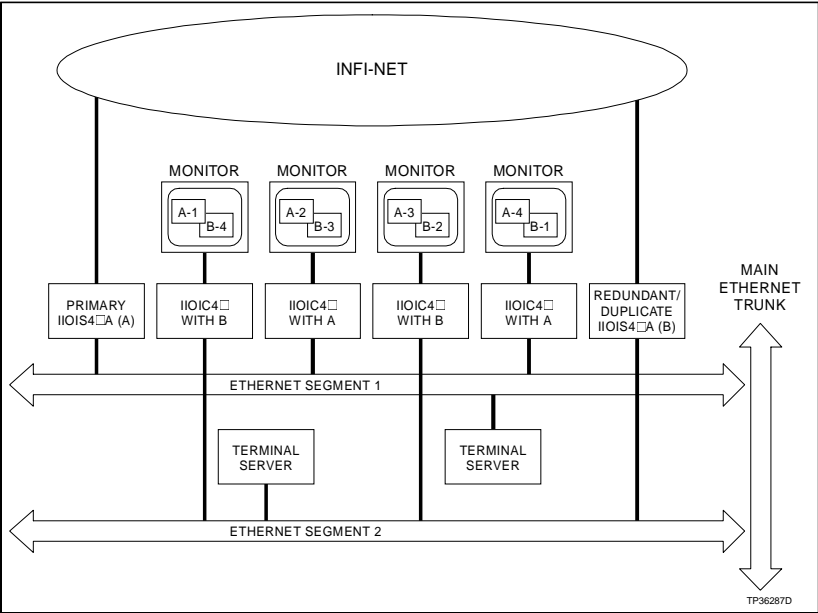 INFI-NET
MONITOR
MONITOR
MONITOR
MONITOR
A-1
B-4
A-2
B-3
A-3
B-2
A-4
B-1
PRIMARY
IIOIS4□A (A)
IIOIC4□
WITH B
IIOIC4□
WITH A
IIOIC4□
WITH B
IIOIC4□
WITH A
REDUNDANT/
DUPLICATE
IIOIS4□A (B)
MAIN
ETHERNET
TRUNK
ETHERNET SEGMENT 1
TERMINAL
SERVER
TERMINAL
SERVER
ETHERNET SEGMENT 2
TP36287D